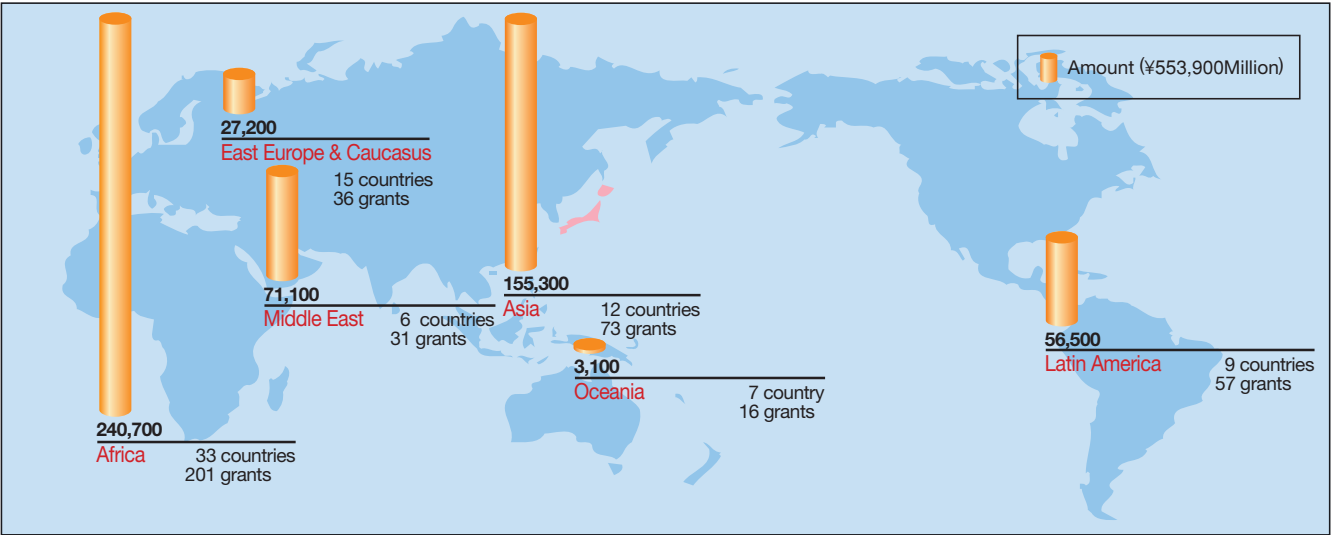 Amount (¥553,900Million)
27,200
East Europe & Caucasus
15 countries
36 grants
71,100
Middle East
6 countries
31 grants
155,300
Asia
12 countries
73 grants
3,100
Oceania
7 country
16 grants
56,500
Latin America
9 countries
57 grants
240,700
Africa
33 countries
201 grants